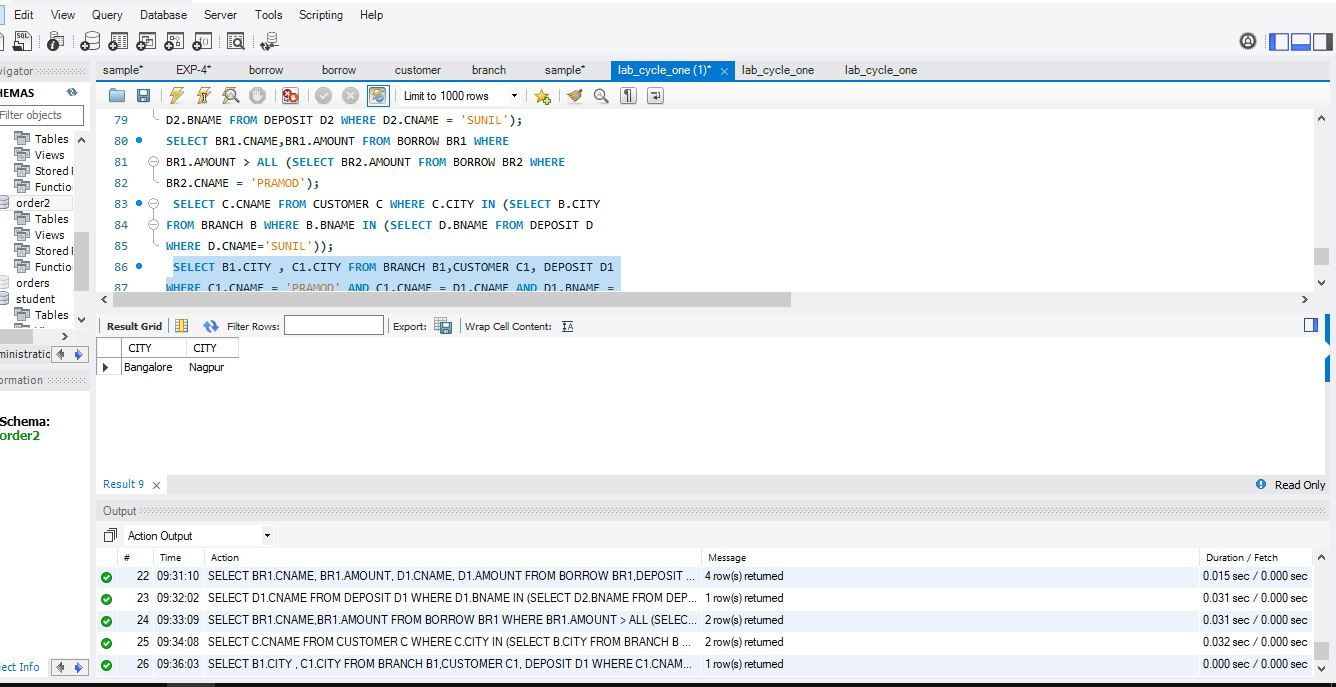 Edit View Query Database Server Tools Scripting Help
sample* EXP-4* borrow borrow customer branch sample* lab_cycle_one (1)* lab_cycle_one lab_cycle_one
vigator
HEMAS
Limit to 1000 rows
Filter objects
Tables
Views
Stored
Functio
order2
Tables
Views
Stored
Functio
orders
student
Tables
79 D2.BNAME FROM DEPOSIT D2 WHERE D2.CNAME = 'SUNIL');
80 SELECT BR1.CNAME,BR1.AMOUNT FROM BORROW BR1 WHERE
81 BR1.AMOUNT > ALL (SELECT BR2.AMOUNT FROM BORROW BR2 WHERE
82 BR2.CNAME = 'PRAMOD');
83 SELECT C.CNAME FROM CUSTOMER C WHERE C.CITY IN (SELECT B.CITY
84 FROM BRANCH B WHERE B.BNAME IN (SELECT D.BNAME FROM DEPOSIT D
85 WHERE D.CNAME='SUNIL'));
86 SELECT B1.CITY , C1.CITY FROM BRANCH B1,CUSTOMER C1, DEPOSIT D1
87 WHERE C1.CNAME = 'PRAMOD' AND C1.CNAME = D1.CNAME AND D1.BNAME =
ministratic
ormation
Schema:
order2
ject Info
Result Grid Filter Rows: Export: Wrap Cell Content:
CITY CITY
Bangalore Nagpur
Result 9 Read Only
Output
Action Output
# Time Action Message Duration / Fetch
22 09:31:10 SELECT BR1.CNAME, BR1.AMOUNT, D1.CNAME, D1.AMOUNT FROM BORROW BR1,DEPOSIT ... 4 row(s) returned 0.015 sec / 0.000 sec
23 09:32:02 SELECT D1.CNAME FROM DEPOSIT D1 WHERE D1.BNAME IN (SELECT D2.BNAME FROM DEP... 1 row(s) returned 0.031 sec / 0.000 sec
24 09:33:09 SELECT BR1.CNAME,BR1.AMOUNT FROM BORROW BR1 WHERE BR1.AMOUNT > ALL (SELEC... 2 row(s) returned 0.031 sec / 0.000 sec
25 09:34:08 SELECT C.CNAME FROM CUSTOMER C WHERE C.CITY IN (SELECT B.CITY FROM BRANCH B ... 2 row(s) returned 0.032 sec / 0.000 sec
26 09:36:03 SELECT B1.CITY , C1.CITY FROM BRANCH B1,CUSTOMER C1, DEPOSIT D1 WHERE C1.CNAM... 1 row(s) returned 0.000 sec / 0.000 sec